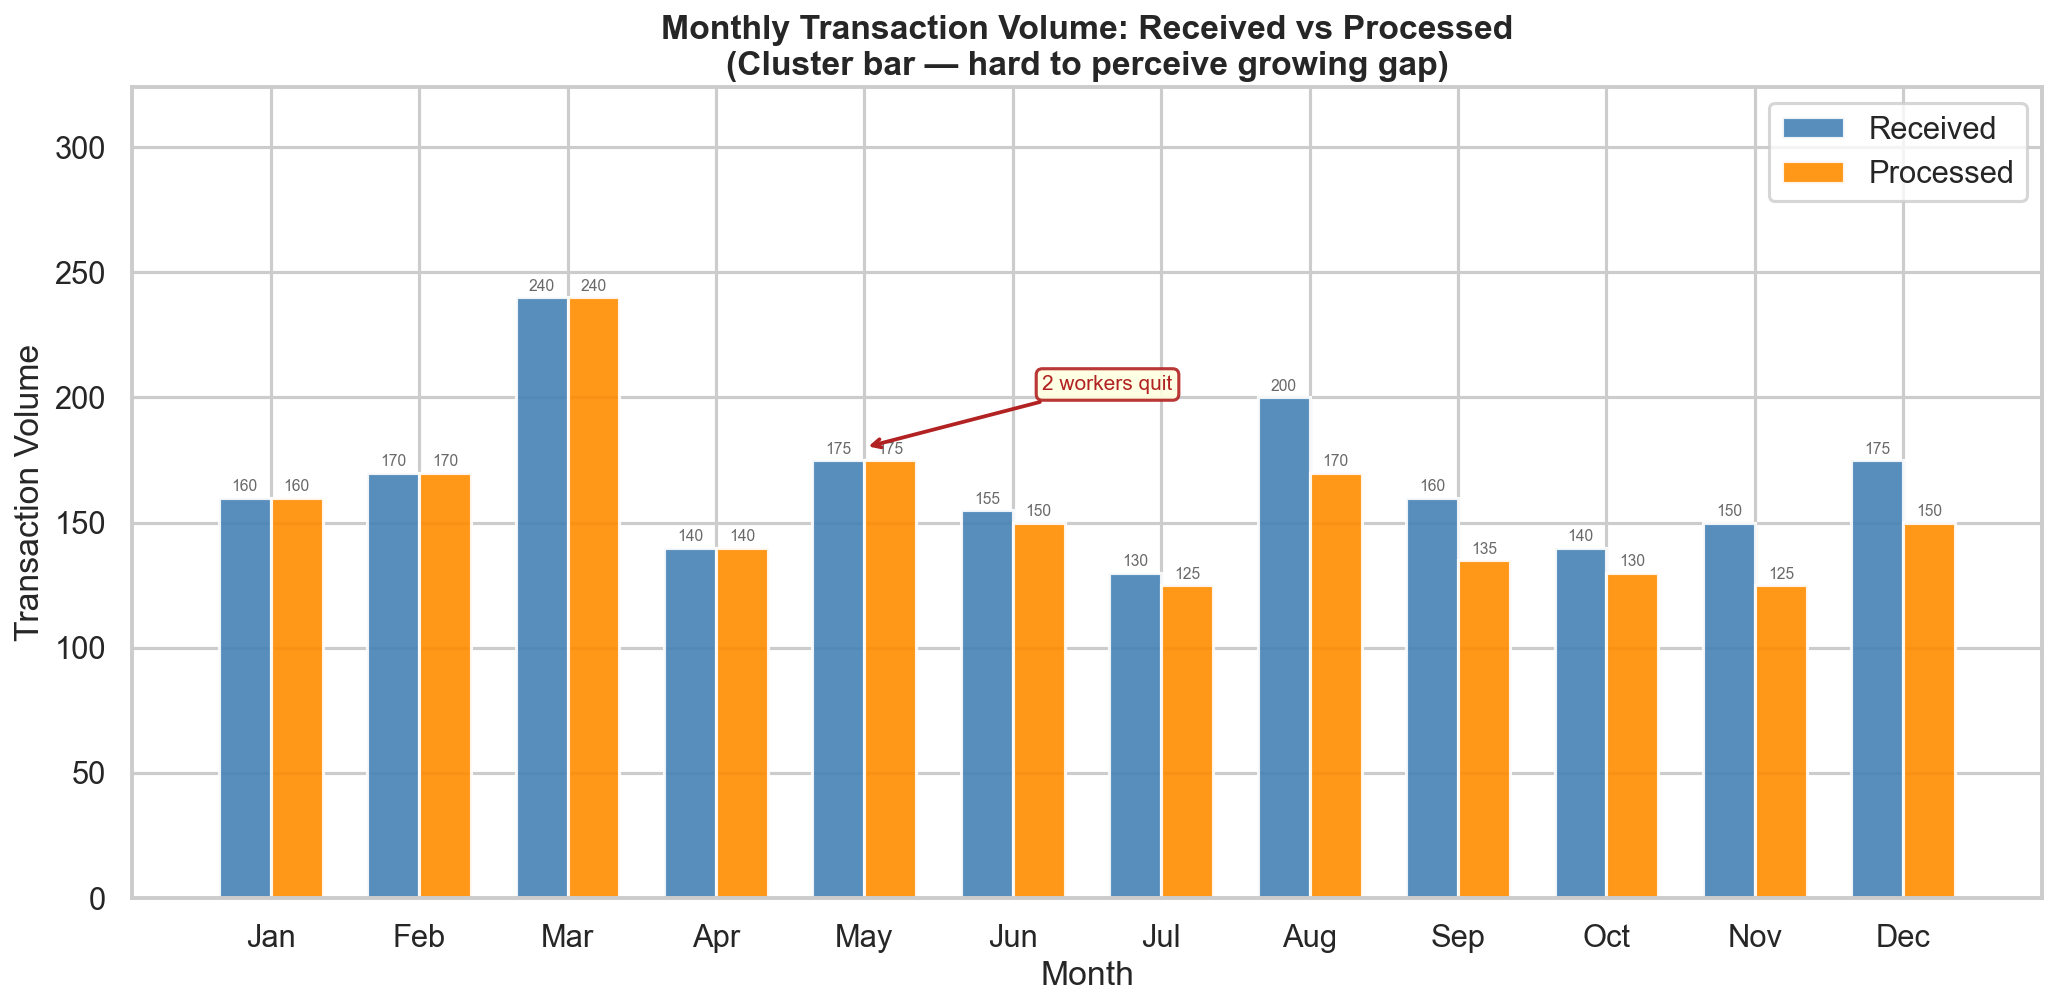 Monthly Transaction Volume: Received vs Processed
(Cluster bar — hard to perceive growing gap)
Received
Processed
Transaction Volume
300
250
200
150
100
50
0
160 160
170 170
240 240
140 140
175 175
2 workers quit
155 150
130 125
200 170
160 135
140 130
150 125
175 150
Jan Feb Mar Apr May Jun Jul Aug Sep Oct Nov Dec
Month